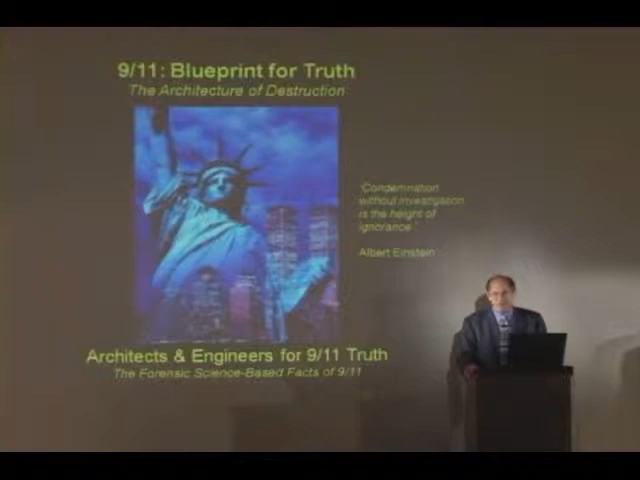 9/11: Blueprint for Truth
The Architecture of Destruction
'Condemnation
without investigation
is the height of
ignorance.'
Albert Einstein
Architects & Engineers for 9/11 Truth
The Forensic Science-Based Facts of 9/11